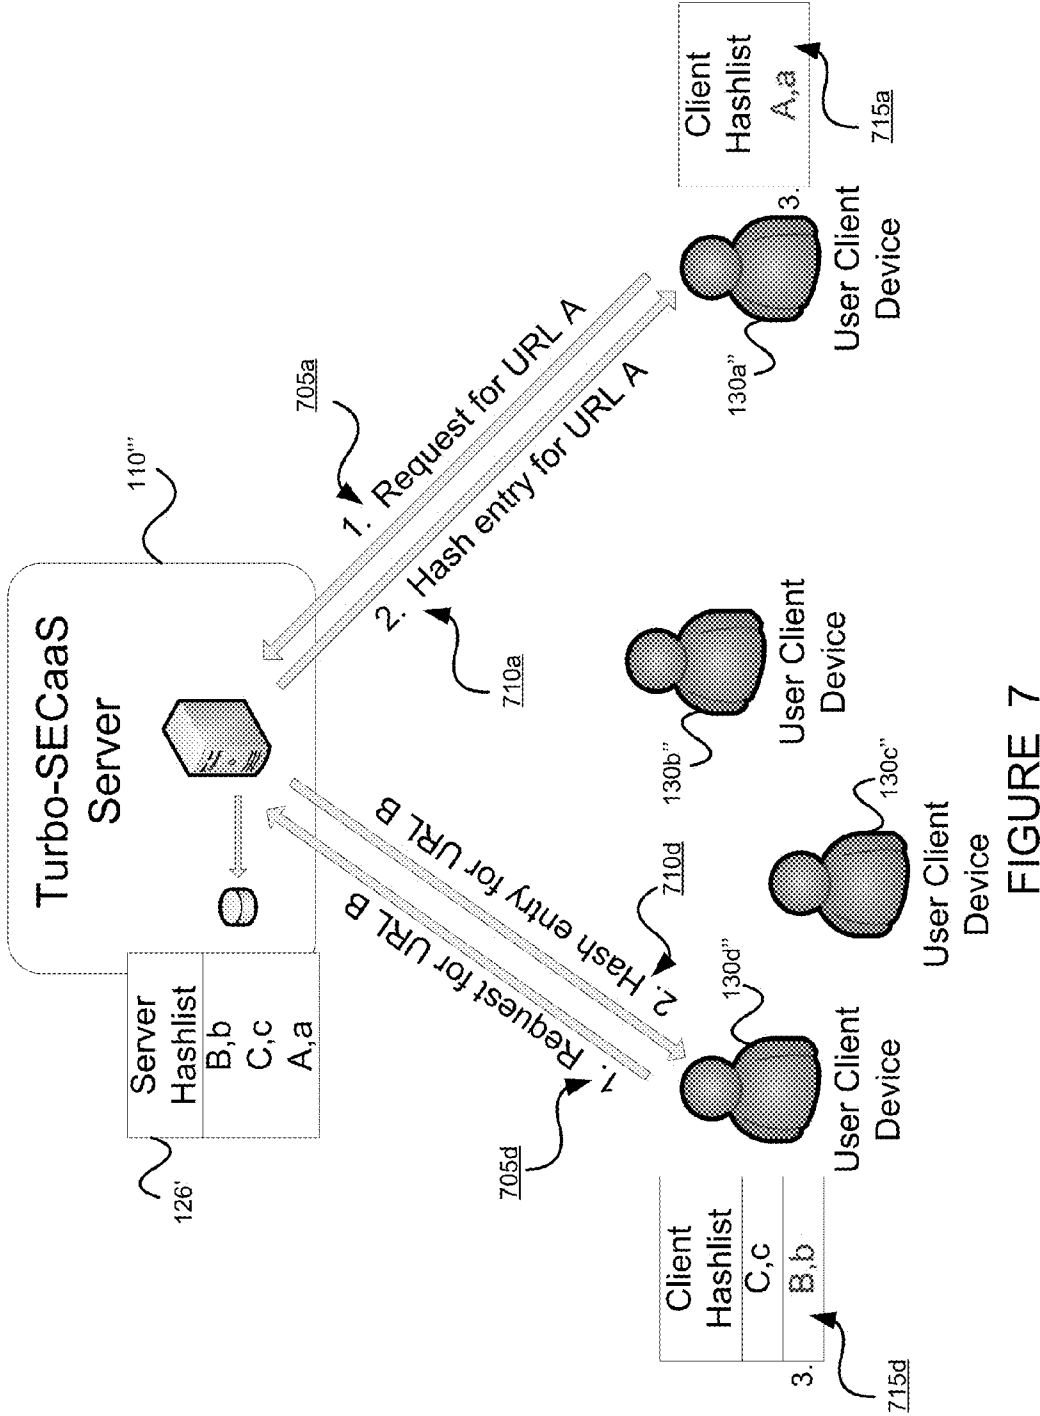 Turbo-SECaaS
Server
110''''
Server
Hashlist
B,b
C,c
A,a
126'
1. Request for URL B
2. Hash entry for URL B
705d
710d
1. Request for URL A
2. Hash entry for URL A
705a
710a
Client
Hashlist
C,c
B,b
3.
715d
130d'''
User Client
Device
130c''
User Client
Device
130b''
User Client
Device
130a''
User Client
Device
3.
Client
Hashlist
A,a
715a
FIGURE 7